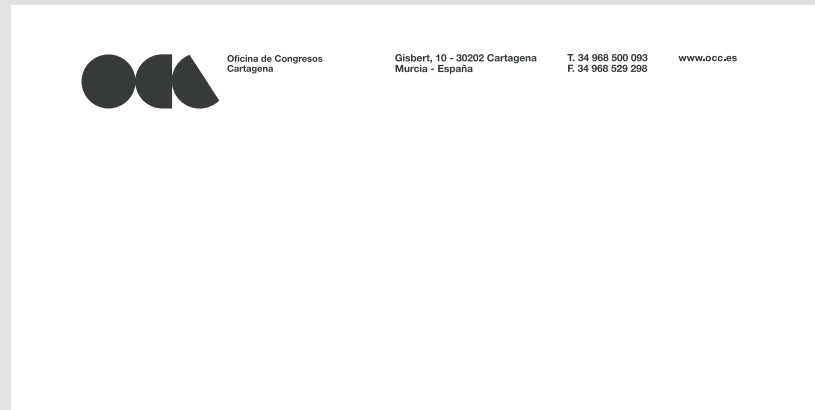 OCC
Oficina de Congresos
Cartagena
Gisbert, 10 - 30202 Cartagena
Murcia - España
T. 34 968 500 093
F. 34 968 529 298
www.occ.es